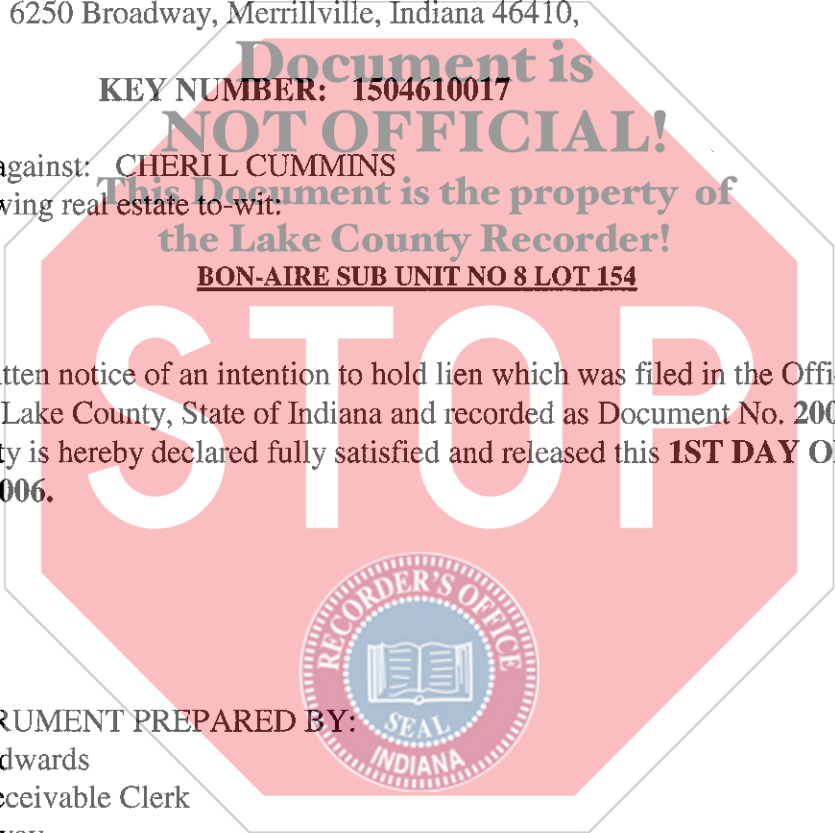 6250 Broadway, Merrillville, Indiana 46410,
Document is
KEY NUMBER: 1504610017
NOT OFFICIAL!
against: CHERI L CUMMINS
This Document is the property of
wing real estate to-wit:
the Lake County Recorder!
BON-AIRE SUB UNIT NO 8 LOT 154
STOP
tten notice of an intention to hold lien which was filed in the Offi
Lake County, State of Indiana and recorded as Document No. 200
ty is hereby declared fully satisfied and released this 1ST DAY O
006.
RECORDER'S OFFICE
SEAL
INDIANA
RUMENT PREPARED BY:
dwards
eceivable Clerk